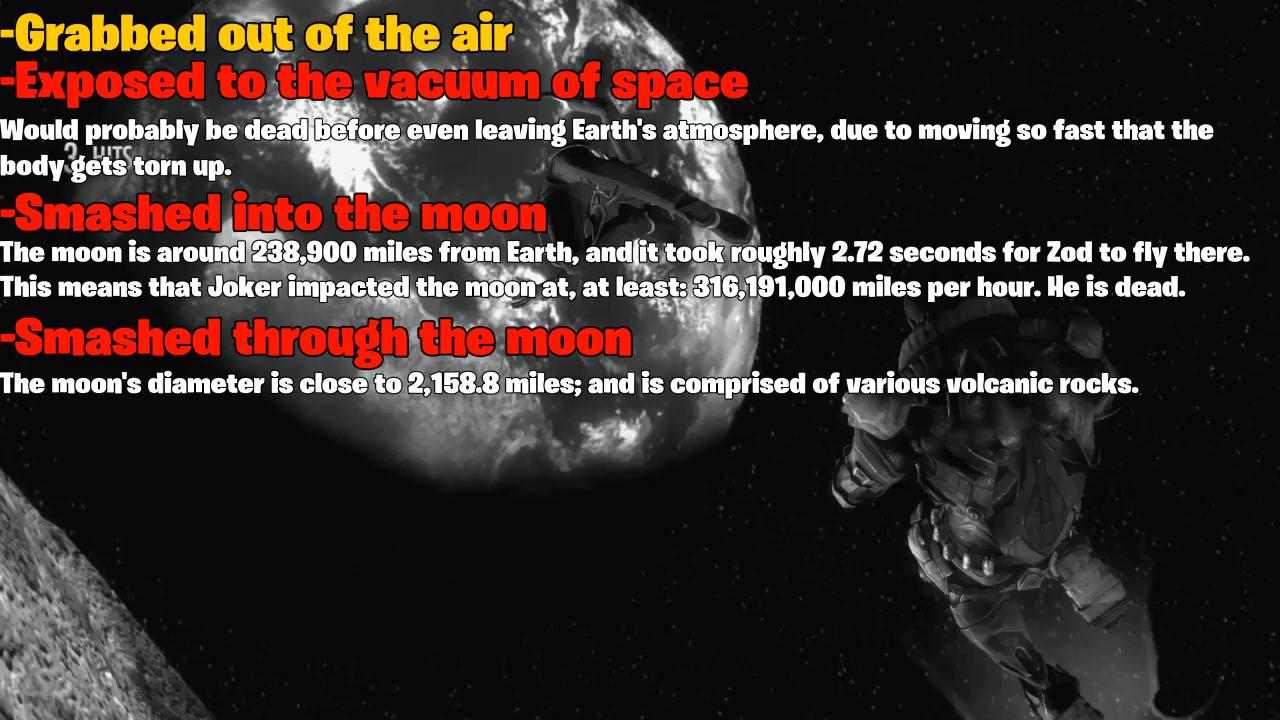 -Grabbed out of the air
-Exposed to the vacuum of space
Would probably be dead before even leaving Earth's atmosphere, due to moving so fast that the
body gets torn up.
3 HITS
-Smashed into the moon
The moon is around 238,900 miles from Earth, and it took roughly 2.72 seconds for Zod to fly there.
This means that Joker impacted the moon at, at least: 316,191,000 miles per hour. He is dead.
-Smashed through the moon
The moon's diameter is close to 2,158.8 miles; and is comprised of various volcanic rocks.